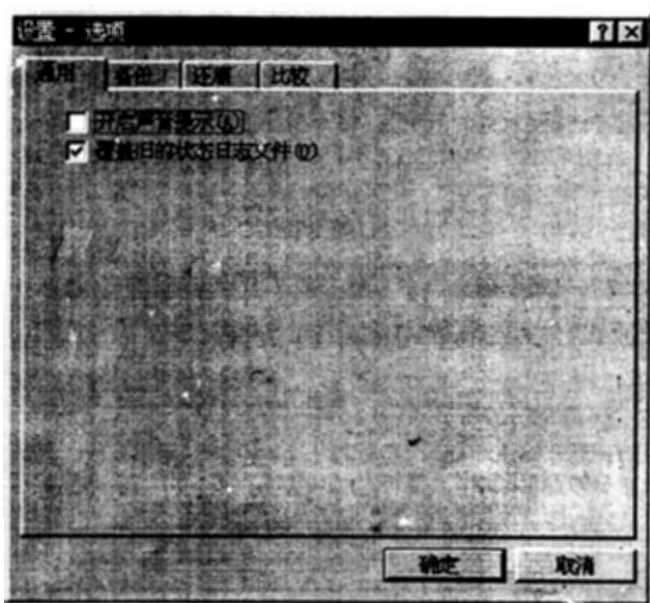 设置 - 选项
通用 备份 还原 比较
开启声音提示(A)
覆盖旧的状态日志文件(O)
确定 取消